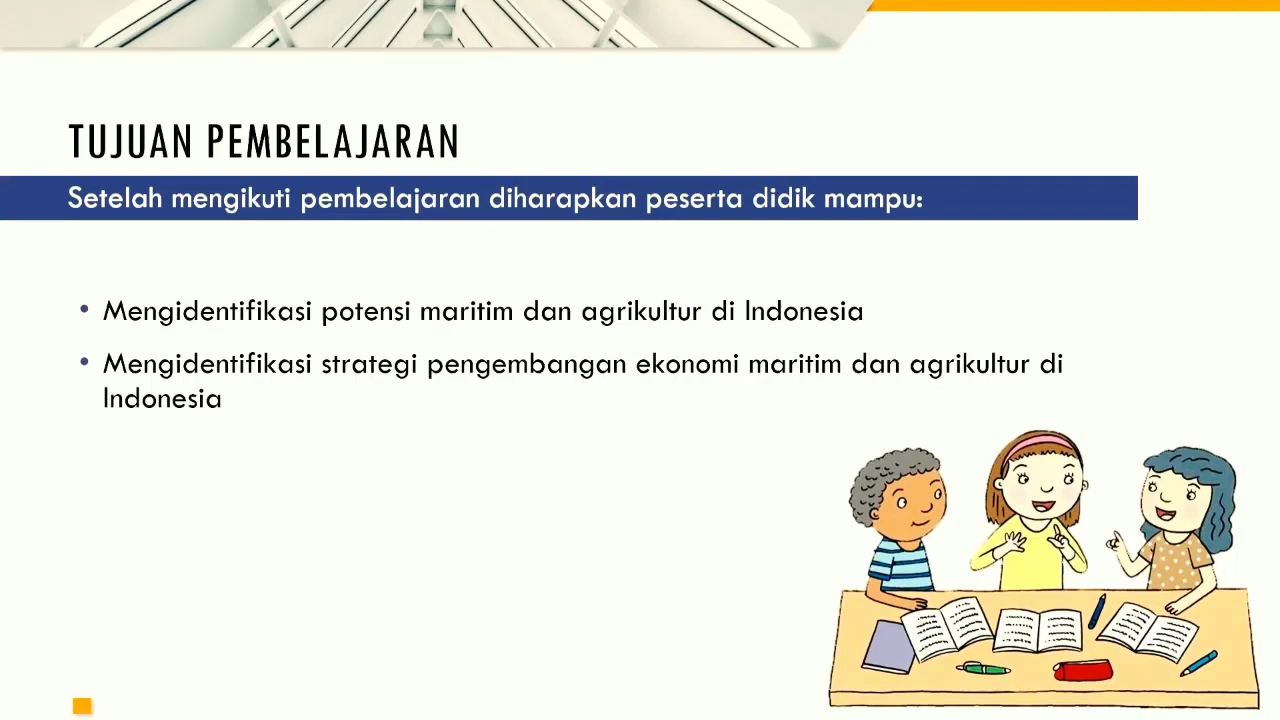 TUJUAN PEMBELAJARAN
Setelah mengikuti pembelajaran diharapkan peserta didik mampu:
• Mengidentifikasi potensi maritim dan agrikultur di Indonesia
• Mengidentifikasi strategi pengembangan ekonomi maritim dan agrikultur di
Indonesia